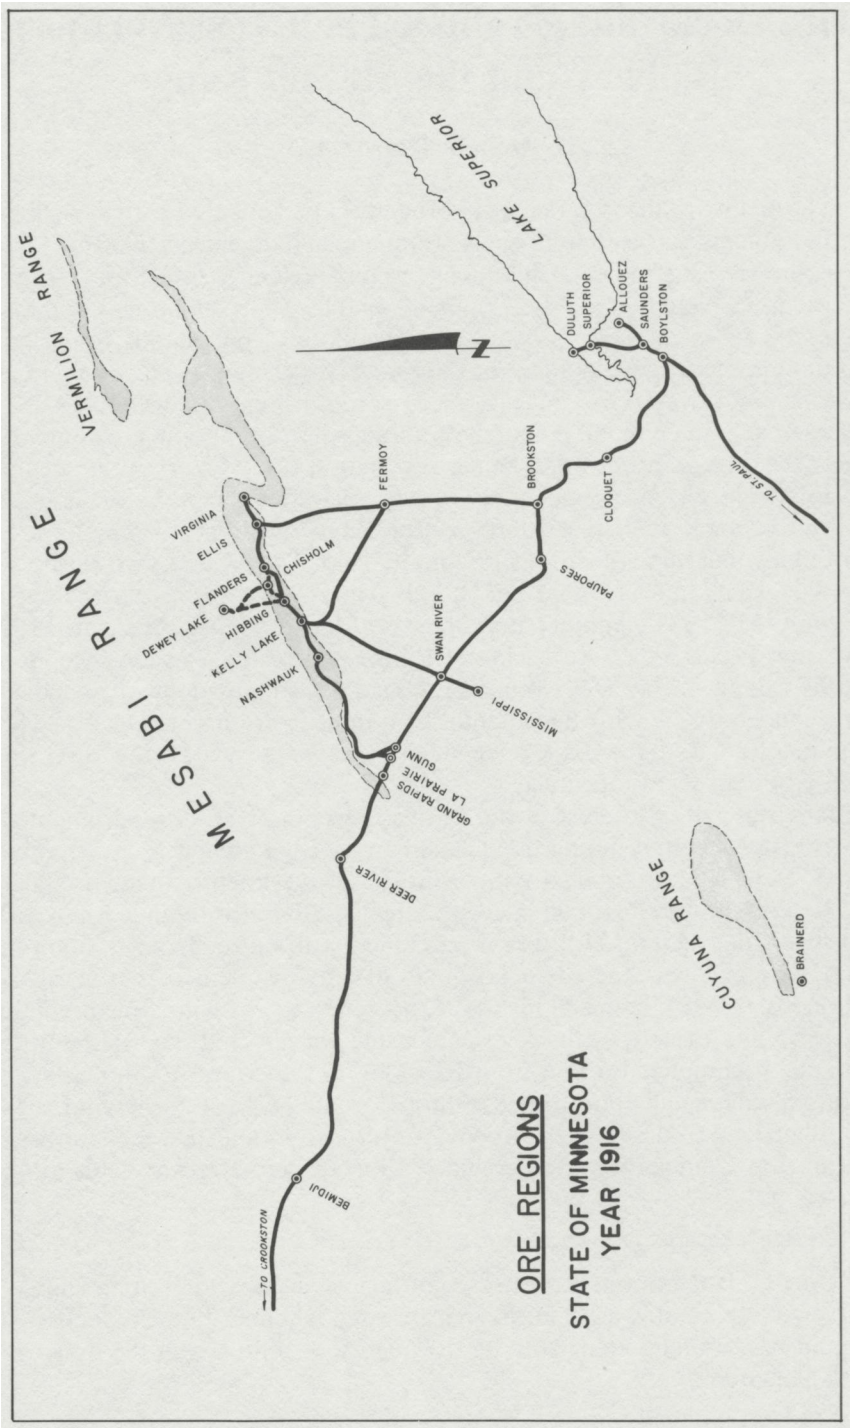 VERMILION RANGE
MESABI RANGE
LAKE SUPERIOR
N
DULUTH
SUPERIOR
ALLOUEZ
SAUNDERS
BOYLSTON
TO ST. PAUL
CLOQUET
BROOKSTON
FERMOY
PAUPORES
VIRGINIA
ELLIS
CHISHOLM
FLANDERS
DEWEY LAKE
HIBBING
KELLY LAKE
NASHWAUK
SWAN RIVER
MISSISSIPPI
GUNN
LA PRAIRIE
GRAND RAPIDS
DEER RIVER
BEMIDJI
TO CROOKSTON
CUYUNA RANGE
BRAINERD
ORE REGIONS
STATE OF MINNESOTA
YEAR 1916